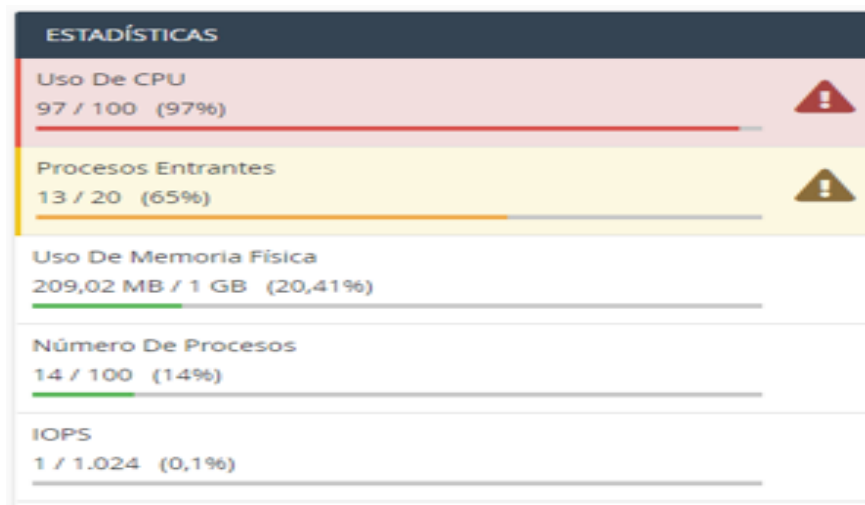 ESTADÍSTICAS
Uso De CPU
97 / 100 (97%)
Procesos Entrantes
13 / 20 (65%)
Uso De Memoria Física
209,02 MB / 1 GB (20,41%)
Número De Procesos
14 / 100 (14%)
IOPS
1 / 1.024 (0,1%)